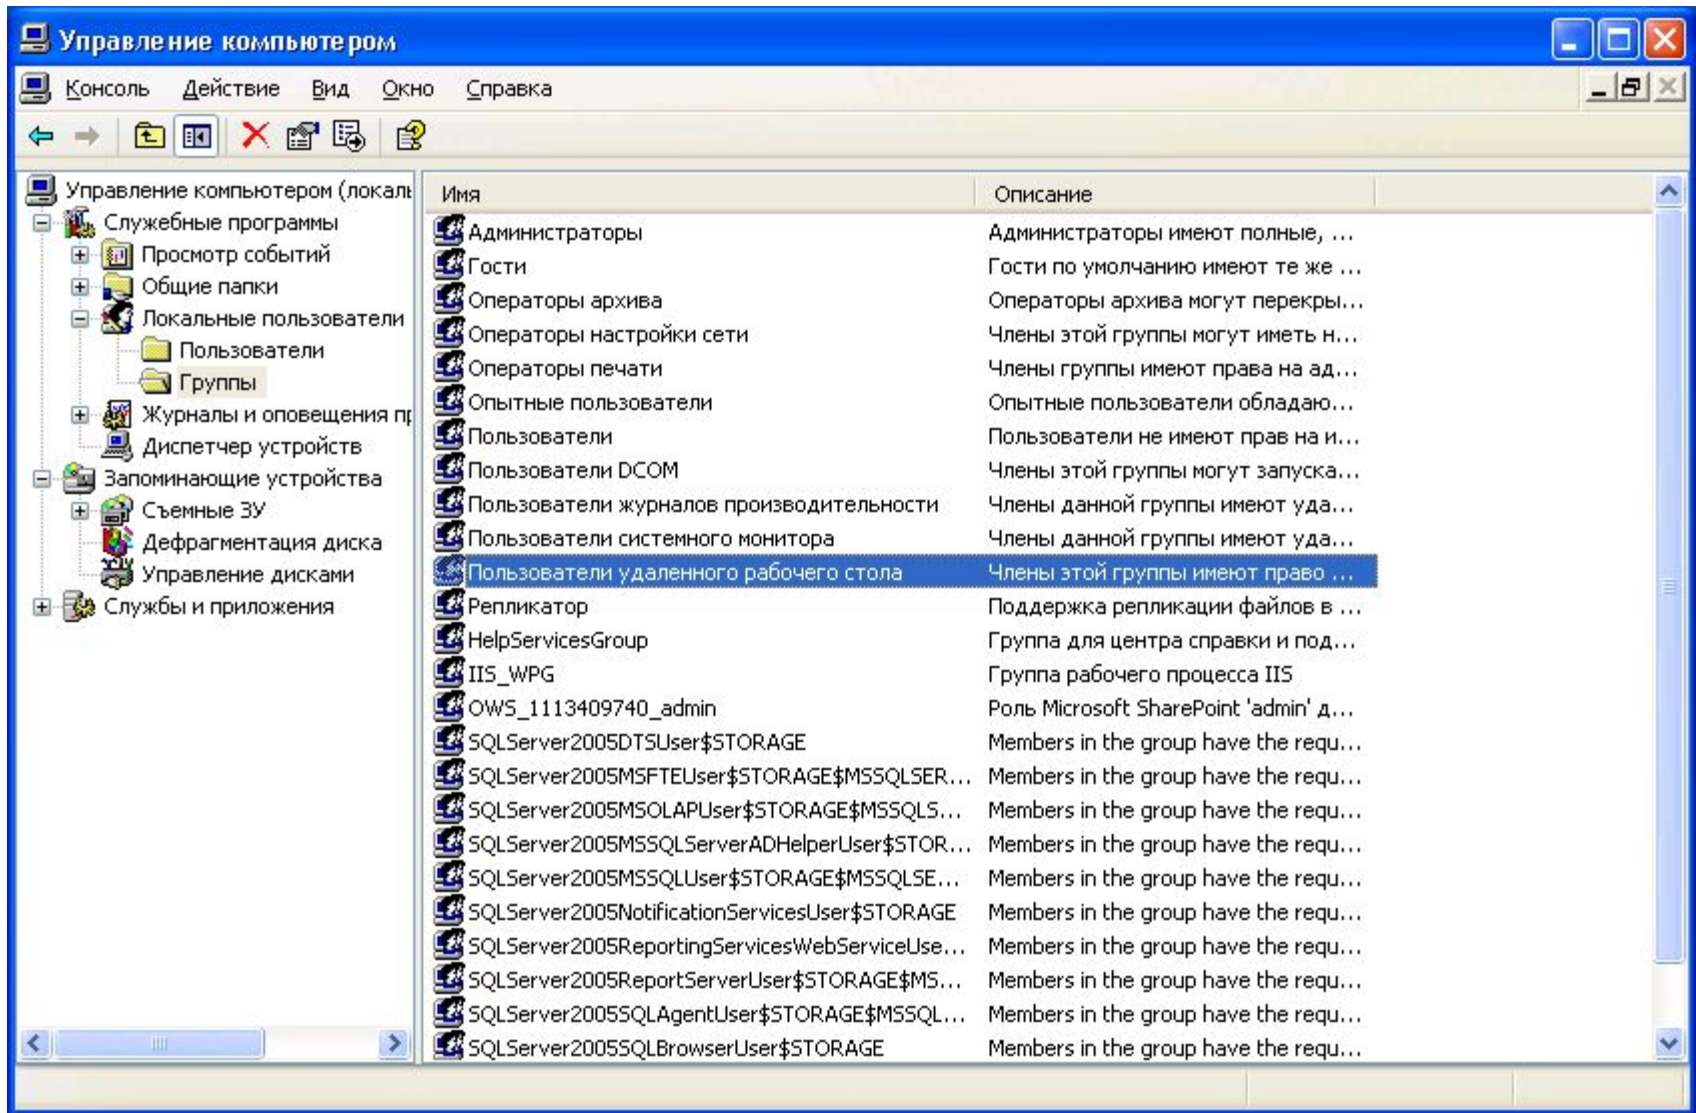 Управление компьютером
Консоль Действие Вид Окно Справка
Управление компьютером (локаль
Служебные программы
Просмотр событий
Общие папки
Локальные пользователи
Пользователи
Группы
Журналы и оповещения пр
Диспетчер устройств
Запоминающие устройства
Съемные ЗУ
Дефрагментация диска
Управление дисками
Службы и приложения
Имя Описание
Администраторы Администраторы имеют полные, ...
Гости Гости по умолчанию имеют те же ...
Операторы архива Операторы архива могут перекры...
Операторы настройки сети Члены этой группы могут иметь н...
Операторы печати Члены группы имеют права на ад...
Опытные пользователи Опытные пользователи обладаю...
Пользователи Пользователи не имеют прав на и...
Пользователи DCOM Члены этой группы могут запуска...
Пользователи журналов производительности Члены данной группы имеют уда...
Пользователи системного монитора Члены данной группы имеют уда...
Пользователи удаленного рабочего стола Члены этой группы имеют право ...
Репликатор Поддержка репликации файлов в ...
HelpServicesGroup Группа для центра справки и под...
IIS_WPG Группа рабочего процесса IIS
OWS_1113409740_admin Роль Microsoft SharePoint 'admin' д...
SQLServer2005DTSUser$STORAGE Members in the group have the requ...
SQLServer2005MSFTEUser$STORAGE$MSSQLSER... Members in the group have the requ...
SQLServer2005MSOLAPUser$STORAGE$MSSQLS... Members in the group have the requ...
SQLServer2005MSSQLServerADHelperUser$STOR... Members in the group have the requ...
SQLServer2005MSSQLUser$STORAGE$MSSQLSE... Members in the group have the requ...
SQLServer2005NotificationServicesUser$STORAGE Members in the group have the requ...
SQLServer2005ReportingServicesWebServiceUse... Members in the group have the requ...
SQLServer2005ReportServerUser$STORAGE$MS... Members in the group have the requ...
SQLServer2005SQLAgentUser$STORAGE$MSSQL... Members in the group have the requ...
SQLServer2005SQLBrowserUser$STORAGE Members in the group have the requ...